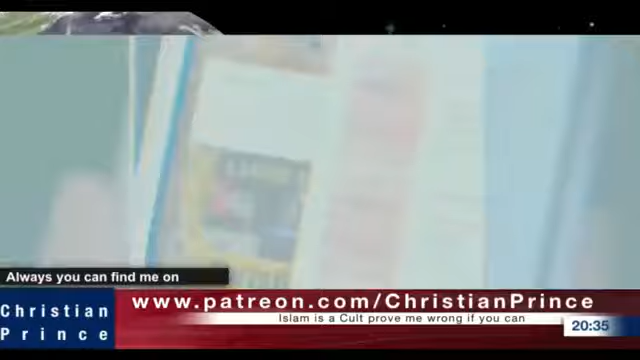 Always you can find me on
www.patreon.com/ChristianPrince
Islam is a Cult prove me wrong if you can
Christian
Prince
20:35